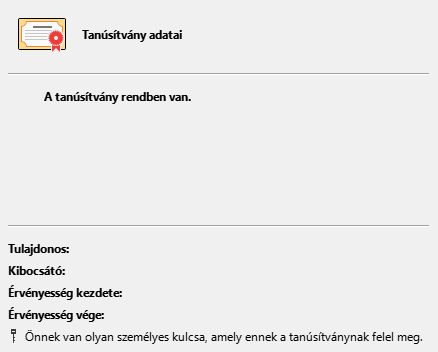 Tanúsítvány adatai
A tanúsítvány rendben van.
Tulajdonos:
Kibocsátó:
Érvényesség kezdete:
Érvényesség vége:
Önnek van olyan személyes kulcsa, amely ennek a tanúsítványnak felel meg.